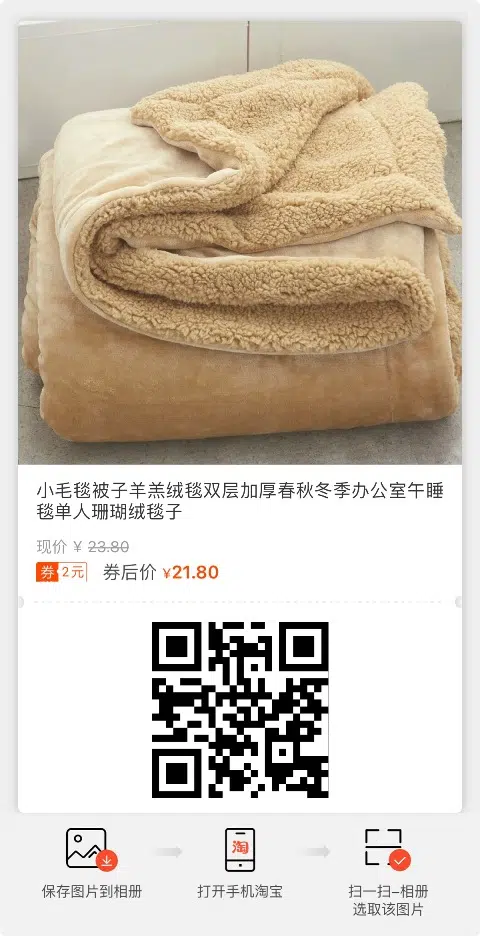 小毛毯被子羊羔绒毯双层加厚春秋冬季办公室午睡
毯单人珊瑚绒毯子
现价 ¥ 23.80
券 2元 券后价 ¥21.80
淘
保存图片到相册
打开手机淘宝
扫一扫-相册
选取该图片